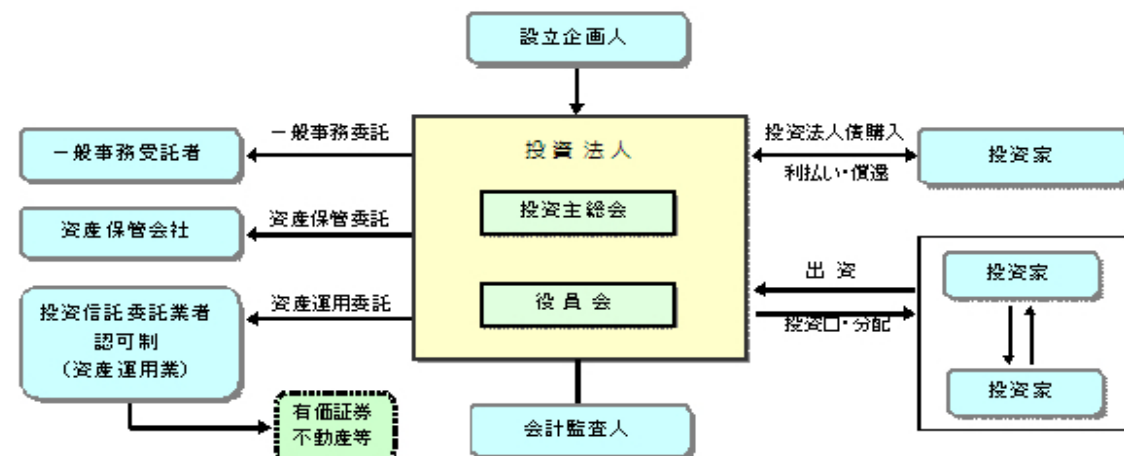 設立企画人
一般事務委託
投資法人
投資法人債購入
一般事務受託者
投資家
利払い・償還
投資主総会
資産保管委託
資産保管会社
出資
投資家
役員会
資産運用委託
投資信託委託業者
認可制
（資産運用業）
投資口・分配
投資家
有価証券
不動産等
会計監査人